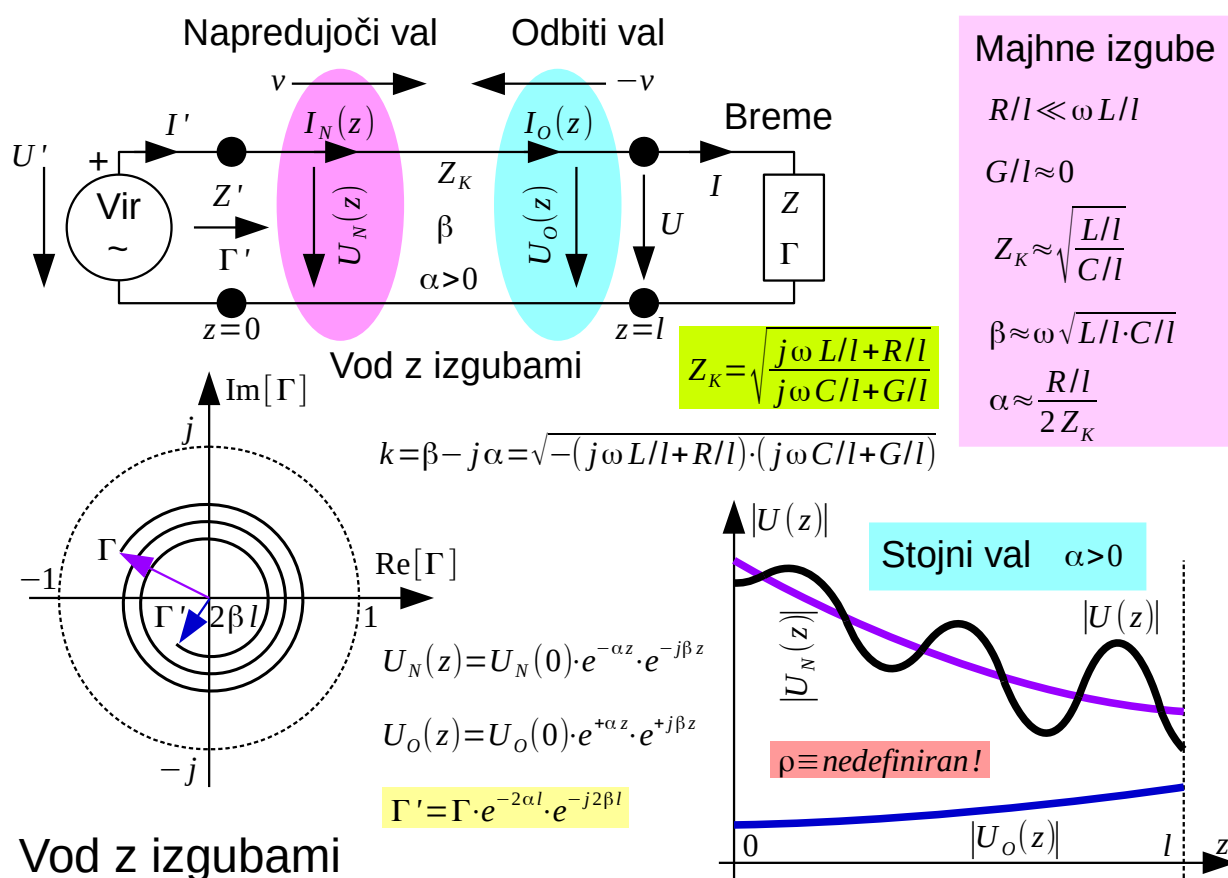 Napredujoči val
Odbiti val
v
−v
I'
I_N(z)
I_O(z)
Breme
U'
+
Vir
~
Z'
Γ'
U_N(z)
Z_K
β
α>0
U_O(z)
U
I
Z
Γ
z=0
z=l
Vod z izgubami
Z_K=√((jωL/l+R/l)/(jωC/l+G/l))
k=β−jα=√(−(jωL/l+R/l)·(jωC/l+G/l))
Majhne izgube
R/l≪ωL/l
G/l≈0
Z_K≈√((L/l)/(C/l))
β≈ω√(L/l·C/l)
α≈(R/l)/(2Z_K)
Im[Γ]
j
Γ
Re[Γ]
−1
Γ'
2βl
1
−j
U_N(z)=U_N(0)·e^(−αz)·e^(−jβz)
U_O(z)=U_O(0)·e^(+αz)·e^(+jβz)
Γ'=Γ·e^(−2αl)·e^(−j2βl)
|U(z)|
Stojni val α>0
|U_N(z)|
|U(z)|
ρ≡nedefiniran!
0
|U_O(z)|
l
z
Vod z izgubami